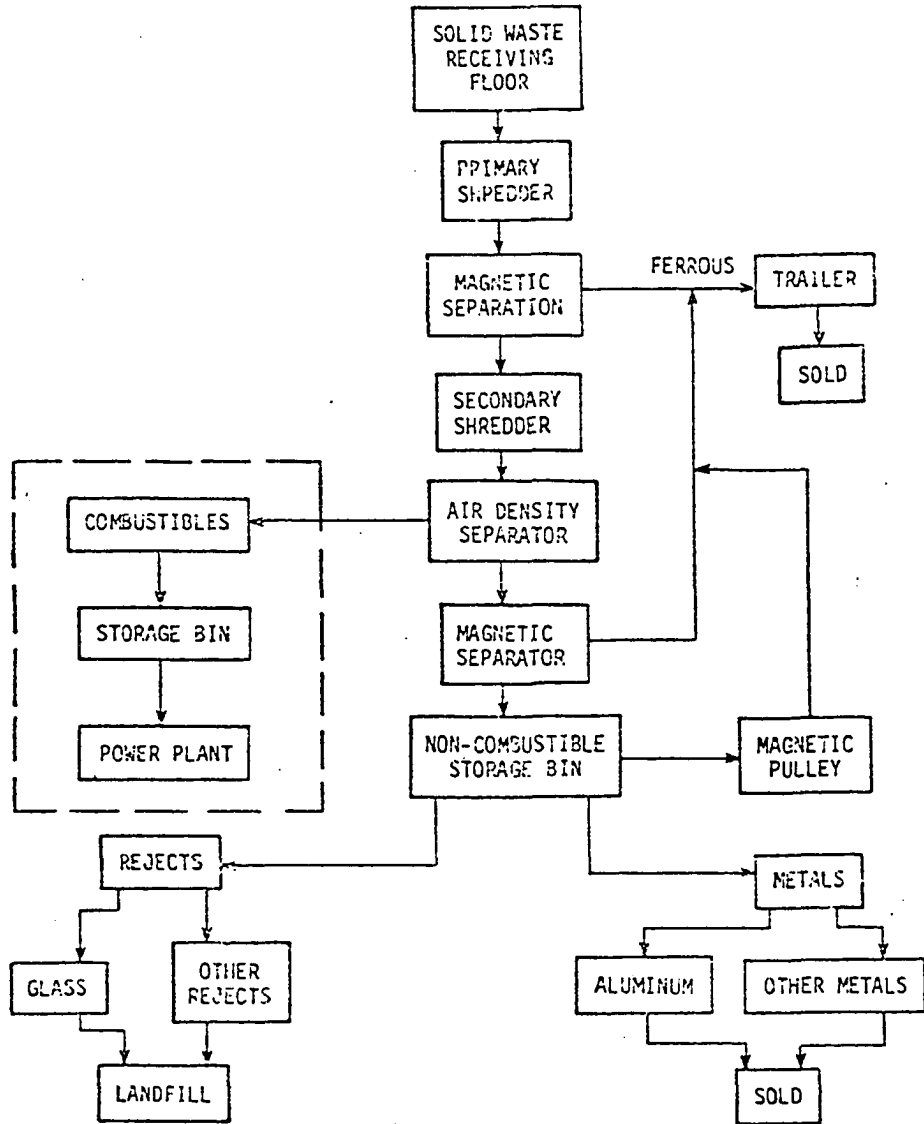 SOLID WASTE
RECEIVING
FLOOR
PRIMARY
SHREDDER
MAGNETIC
SEPARATION
FERROUS
TRAILER
SOLD
SECONDARY
SHREDDER
AIR DENSITY
SEPARATOR
COMBUSTIBLES
STORAGE BIN
POWER PLANT
MAGNETIC
SEPARATOR
NON-COMBUSTIBLE
STORAGE BIN
MAGNETIC
PULLEY
REJECTS
GLASS
OTHER
REJECTS
LANDFILL
METALS
ALUMINUM
OTHER METALS
SOLD